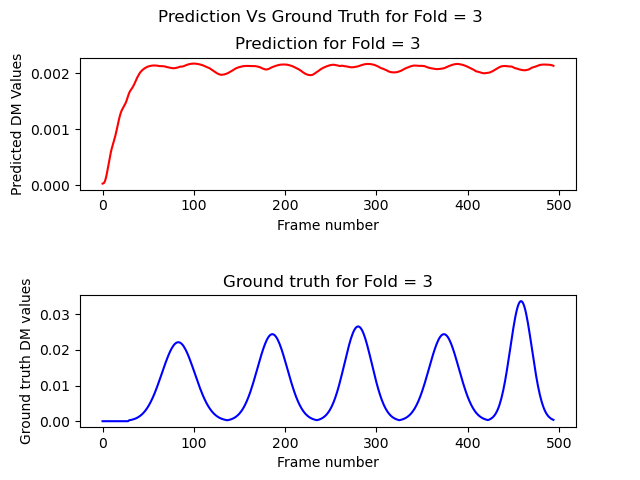 Prediction Vs Ground Truth for Fold = 3
Prediction for Fold = 3
Predicted DM Values
0.002
0.001
0.000
0 100 200 300 400 500
Frame number
Ground truth for Fold = 3
Ground truth DM values
0.03
0.02
0.01
0.00
0 100 200 300 400 500
Frame number